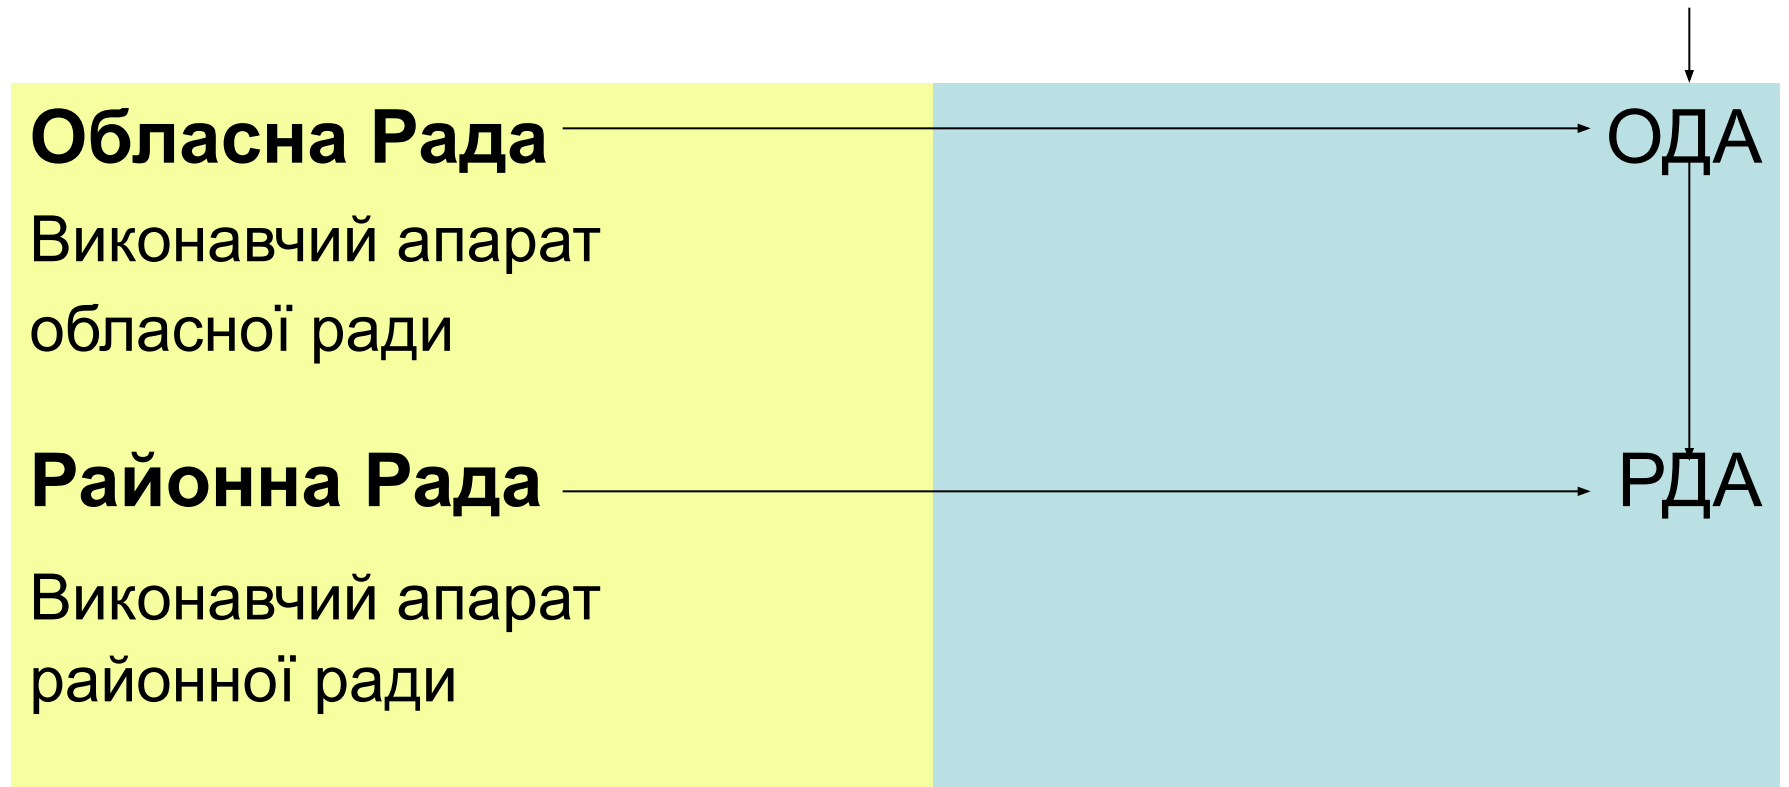 Обласна Рада ОДА
Виконавчий апарат
обласної ради
Районна Рада РДА
Виконавчий апарат
районної ради